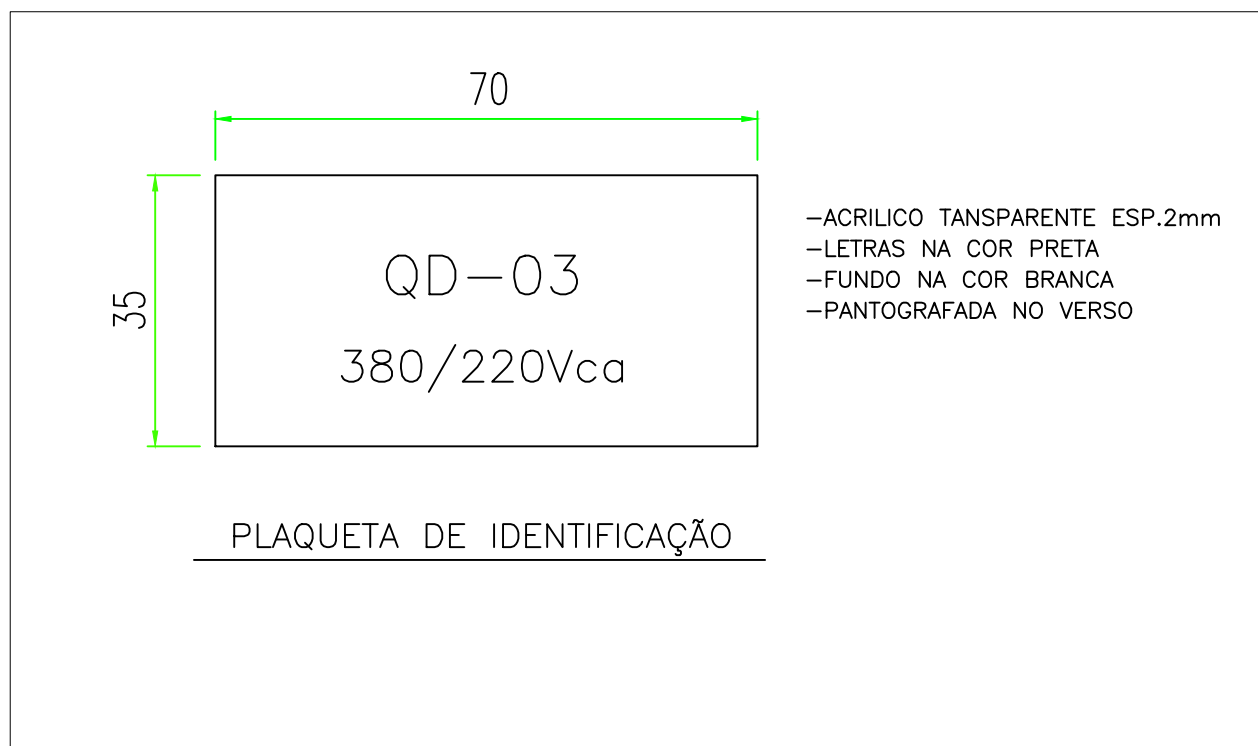 70
35
QD-03
380/220Vca
-ACRILICO TANSPARENTE ESP.2mm
-LETRAS NA COR PRETA
-FUNDO NA COR BRANCA
-PANTOGRAFADA NO VERSO
PLAQUETA DE IDENTIFICAÇÃO